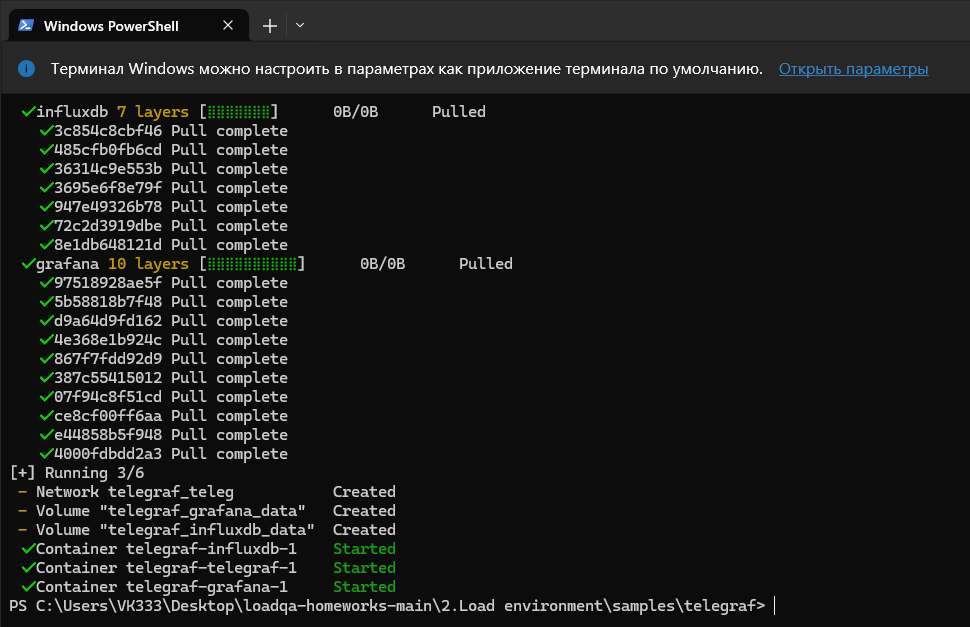 Windows PowerShell
Терминал Windows можно настроить в параметрах как приложение терминала по умолчанию. Открыть параметры
✓influxdb 7 layers [⣿⣿⣿⣿⣿⣿⣿] 0B/0B Pulled
✓3c854c8cbf46 Pull complete
✓485cfb0fb6cd Pull complete
✓36314c9e553b Pull complete
✓3695e6f8e79f Pull complete
✓947e49326b78 Pull complete
✓72c2d3919dbe Pull complete
✓8e1db648121d Pull complete
✓grafana 10 layers [⣿⣿⣿⣿⣿⣿⣿⣿⣿⣿] 0B/0B Pulled
✓97518928ae5f Pull complete
✓5b58818b7f48 Pull complete
✓d9a64d9fd162 Pull complete
✓4e368e1b924c Pull complete
✓867f7fdd92d9 Pull complete
✓387c55415012 Pull complete
✓07f94c8f51cd Pull complete
✓ce8cf00ff6aa Pull complete
✓e44858b5f948 Pull complete
✓4000fdbdd2a3 Pull complete
[+] Running 3/6
- Network telegraf_teleg Created
- Volume "telegraf_grafana_data" Created
- Volume "telegraf_influxdb_data" Created
✓Container telegraf-influxdb-1 Started
✓Container telegraf-telegraf-1 Started
✓Container telegraf-grafana-1 Started
PS C:\Users\VK333\Desktop\loadqa-homeworks-main\2.Load environment\samples\telegraf>